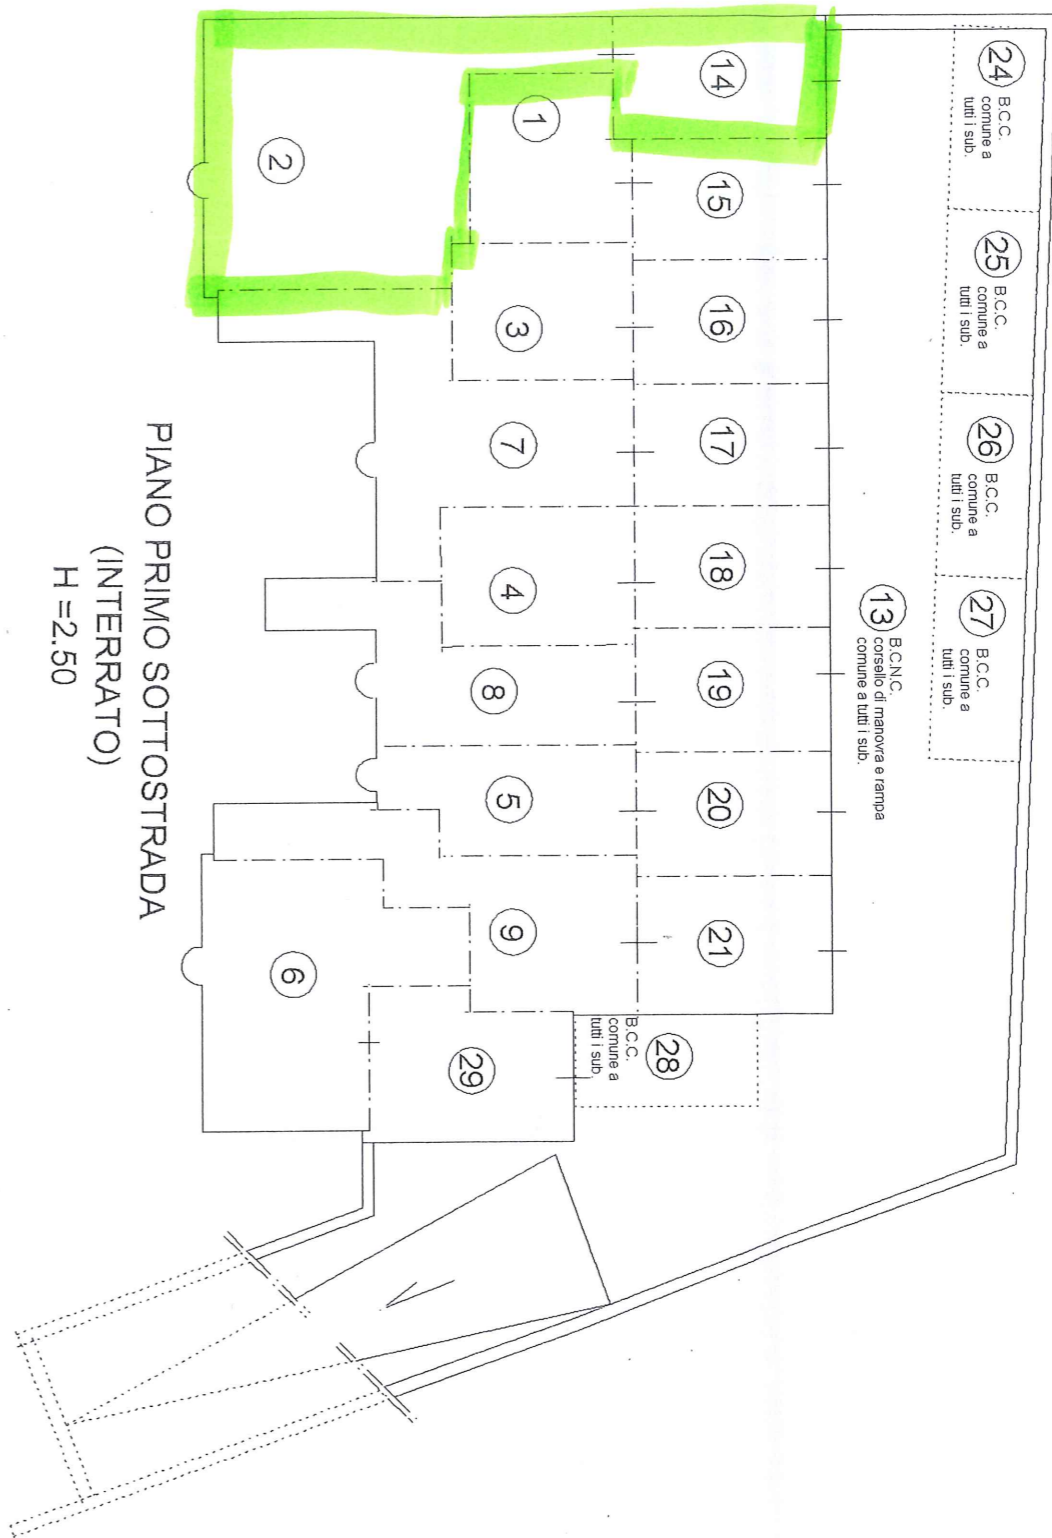 24
B.C.C.
comune a
tutti i sub.
25
B.C.C.
comune a
tutti i sub.
26
B.C.C.
comune a
tutti i sub.
27
B.C.C.
comune a
tutti i sub.
13
B.C.N.C.
corsello di manovra e rampa
comune a tutti i sub.
14
15
16
17
18
19
20
21
28
B.C.C.
comune a
tutti i sub
1
3
7
4
8
5
9
29
2
6
PIANO PRIMO SOTTOSTRADA
(INTERRATO)
H =2.50